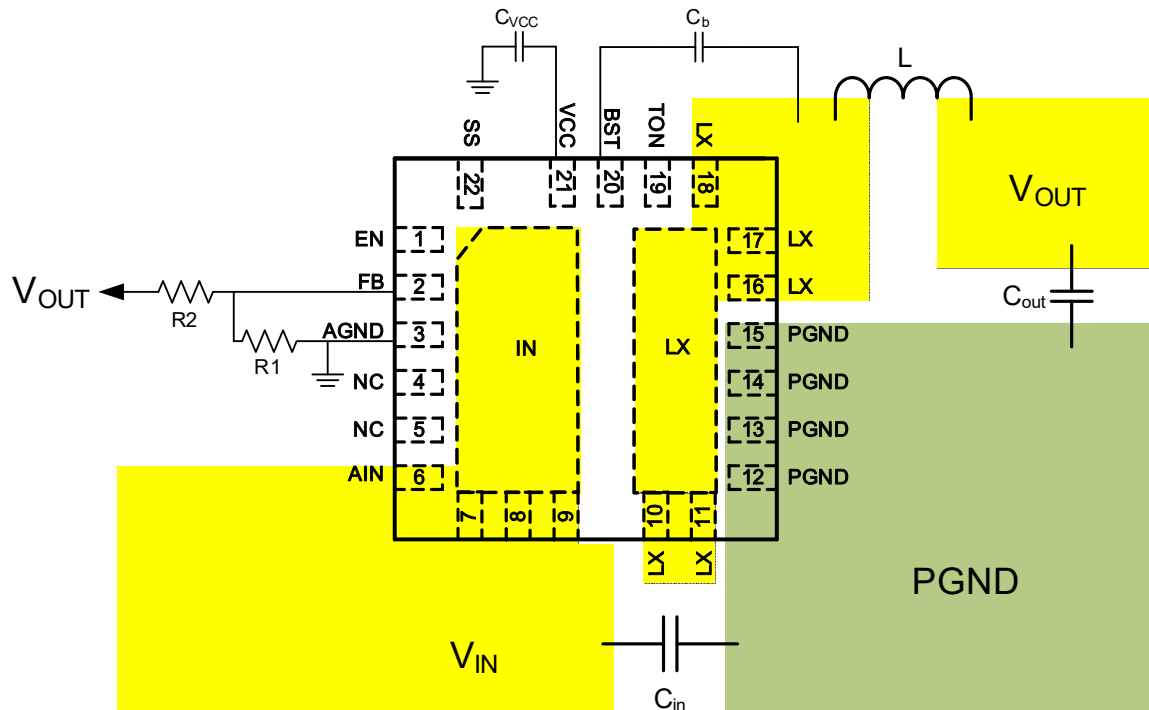 CVCC
Cb
L
SS
VCC
BST
TON
LX
22
21
20
19
18
VOUT
EN
1
17
LX
FB
2
16
LX
VOUT
R2
Cout
AGND
3
15
PGND
R1
IN
LX
NC
4
14
PGND
NC
5
13
PGND
AIN
6
12
PGND
7
8
9
10
11
LX
LX
PGND
VIN
Cin